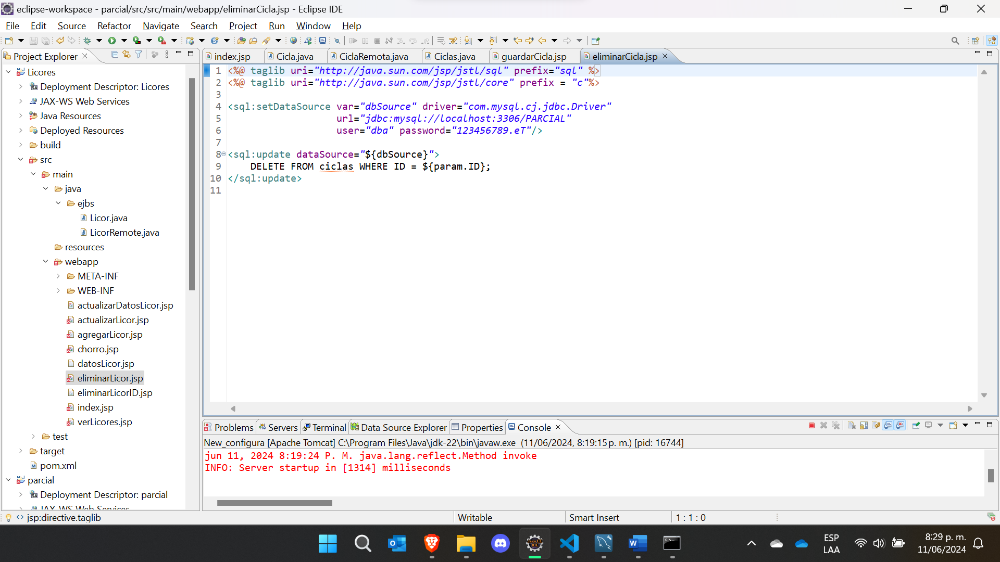 eclipse-workspace - parcial/src/src/main/webapp/eliminarCicla.jsp - Eclipse IDE
File Edit Source Refactor Navigate Search Project Run Window Help
Project Explorer
Licores
Deployment Descriptor: Licores
JAX-WS Web Services
Java Resources
Deployed Resources
build
src
main
java
ejbs
Licor.java
LicorRemote.java
resources
webapp
META-INF
WEB-INF
actualizarDatosLicor.jsp
actualizarLicor.jsp
agregarLicor.jsp
chorro.jsp
datosLicor.jsp
eliminarLicor.jsp
eliminarLicorID.jsp
index.jsp
verLicores.jsp
test
target
pom.xml
parcial
Deployment Descriptor: parcial
JAX-WS Web Services
index.jsp Cicla.java CiclaRemota.java Ciclas.java guardarCicla.jsp eliminarCicla.jsp
1 <%@ taglib uri="http://java.sun.com/jsp/jstl/sql" prefix="sql" %>
2 <%@ taglib uri="http://java.sun.com/jsp/jstl/core" prefix = "c"%>
3
4 <sql:setDataSource var="dbSource" driver="com.mysql.cj.jdbc.Driver"
5 url="jdbc:mysql://localhost:3306/PARCIAL"
6 user="dba" password="123456789.eT"/>
7
8 <sql:update dataSource="${dbSource}">
9 DELETE FROM ciclas WHERE ID = ${param.ID};
10 </sql:update>
11
Problems Servers Terminal Data Source Explorer Properties Console
New_configura [Apache Tomcat] C:\Program Files\Java\jdk-22\bin\javaw.exe (11/06/2024, 8:19:15 p. m.) [pid: 16744]
jun 11, 2024 8:19:24 P. M. java.lang.reflect.Method invoke
INFO: Server startup in [1314] milliseconds
jsp:directive.taglib
Writable
Smart Insert
1 : 1 : 0
ESP
LAA
8:29 p. m.
11/06/2024